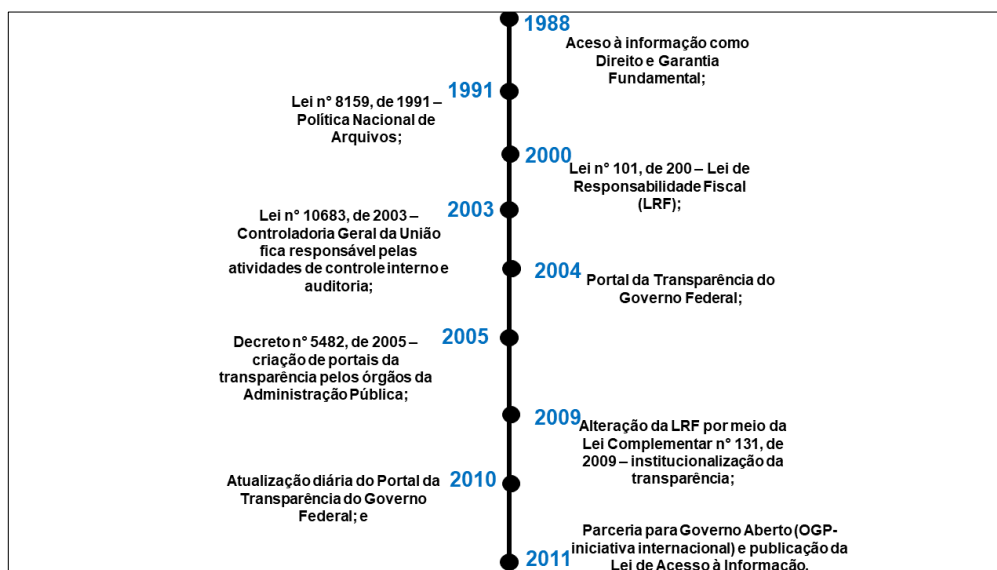 1988
Aceso à informação como
Direito e Garantia
Fundamental;
1991
Lei n° 8159, de 1991 –
Política Nacional de
Arquivos;
2000
Lei n° 101, de 200 – Lei de
Responsabilidade Fiscal
(LRF);
2003
Lei n° 10683, de 2003 –
Controladoria Geral da União
fica responsável pelas
atividades de controle interno e
auditoria;
2004
Portal da Transparência do
Governo Federal;
2005
Decreto n° 5482, de 2005 –
criação de portais da
transparência pelos órgãos da
Administração Pública;
2009
Alteração da LRF por meio da
Lei Complementar n° 131, de
2009 – institucionalização da
transparência;
2010
Atualização diária do Portal da
Transparência do Governo
Federal; e
2011
Parceria para Governo Aberto (OGP-
iniciativa internacional) e publicação da
Lei de Acesso à Informação.